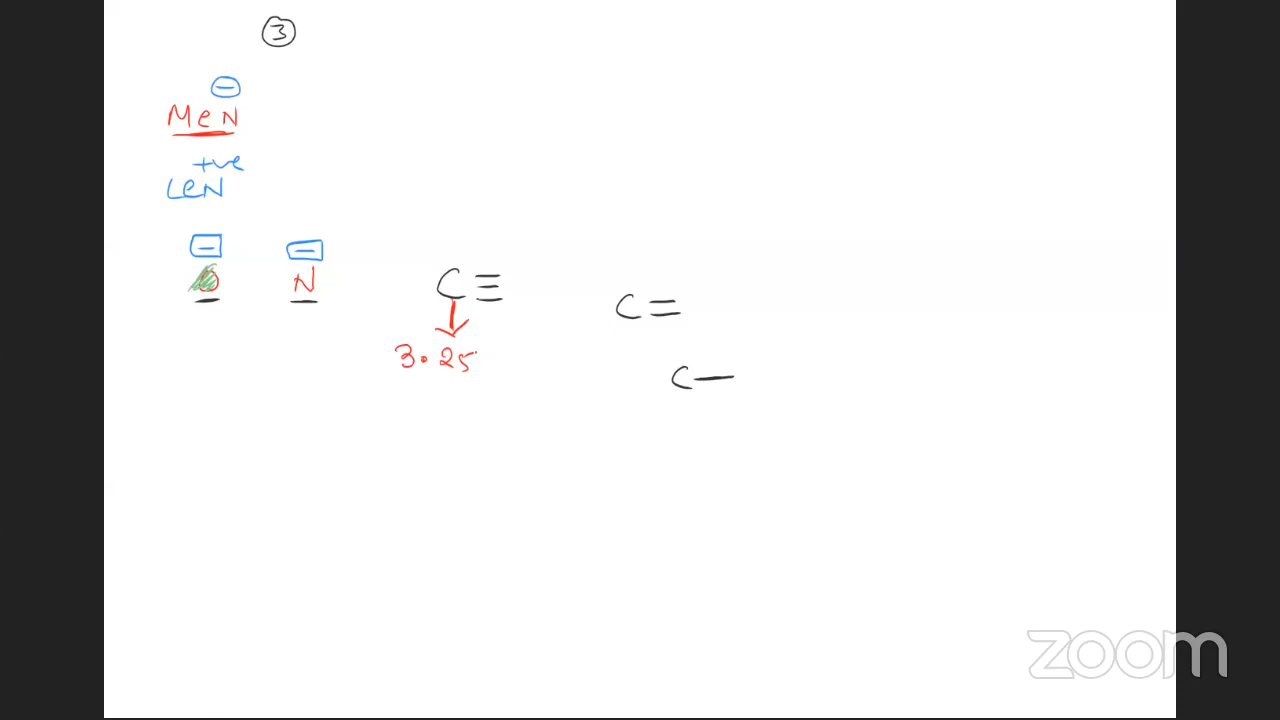 ③
⊖
MeN
+ve
LeN
− −
O N C≡
C=
3.25
C—
zoom